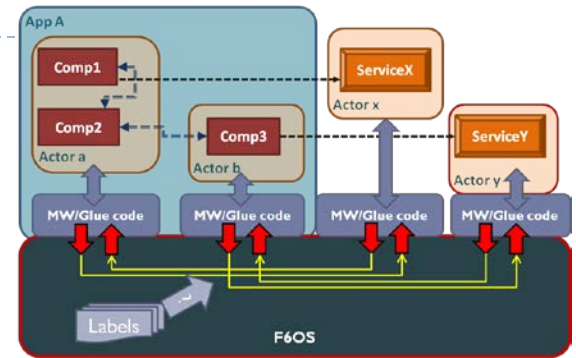 App A
Comp1
ServiceX
Comp2
Actor x
Comp3
ServiceY
Actor a
Actor b
Actor y
MW/Glue code
MW/Glue code
MW/Glue code
MW/Glue code
Labels
F6OS